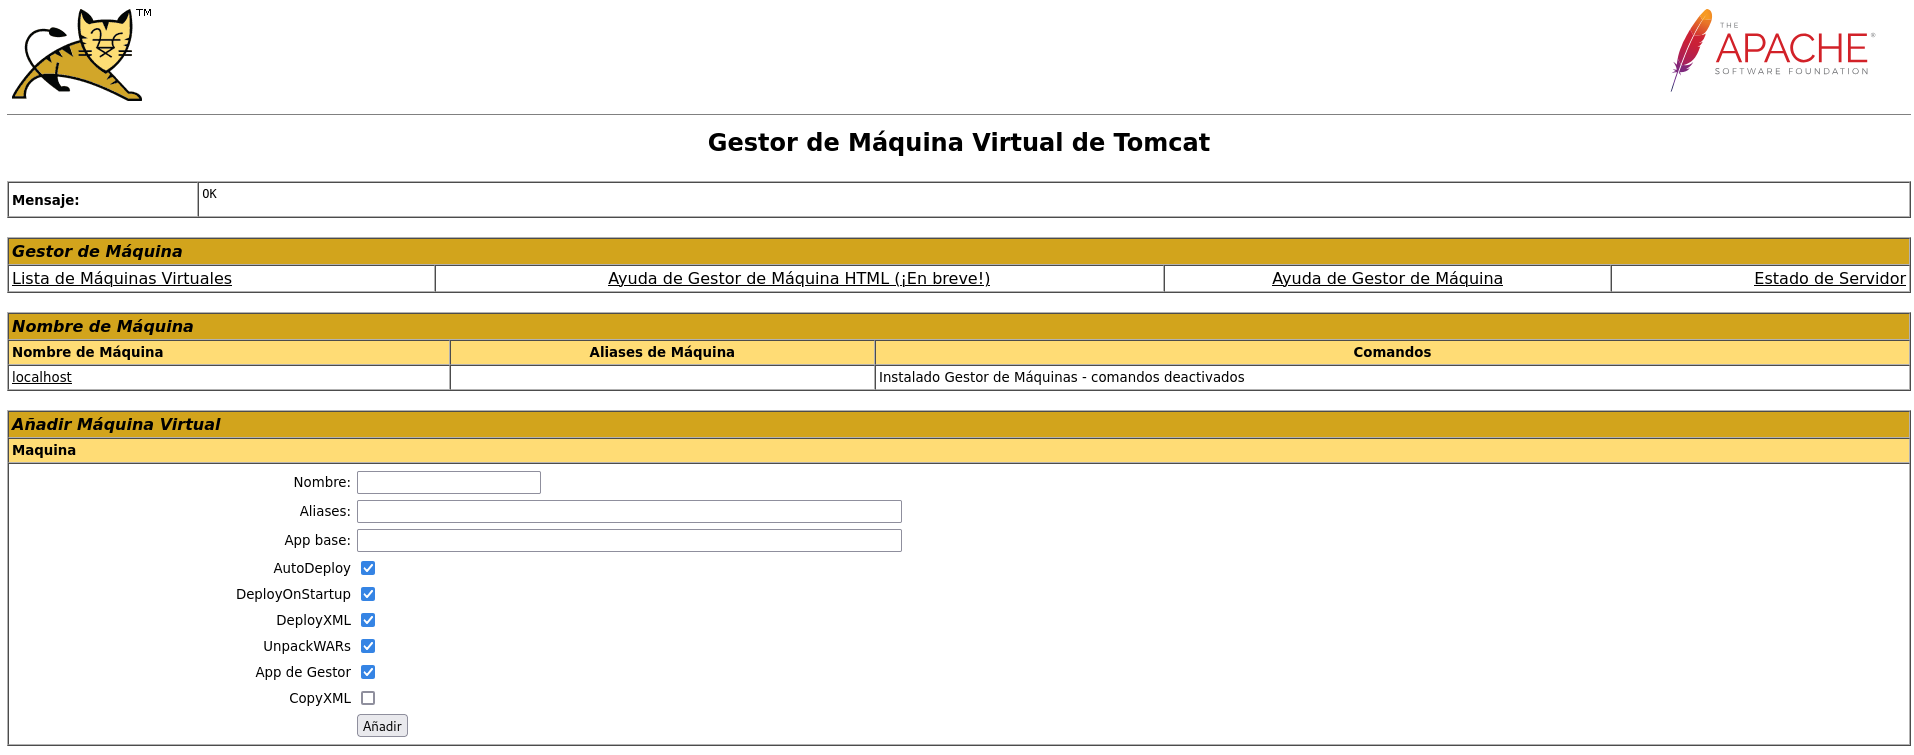 TM
THE
APACHE®
SOFTWARE FOUNDATION
Gestor de Máquina Virtual de Tomcat
Mensaje: OK
Gestor de Máquina
Lista de Máquinas Virtuales Ayuda de Gestor de Máquina HTML (¡En breve!) Ayuda de Gestor de Máquina Estado de Servidor
Nombre de Máquina
Nombre de Máquina Aliases de Máquina Comandos
localhost Instalado Gestor de Máquinas - comandos deactivados
Añadir Máquina Virtual
Maquina
Nombre:
Aliases:
App base:
AutoDeploy
DeployOnStartup
DeployXML
UnpackWARs
App de Gestor
CopyXML
Añadir